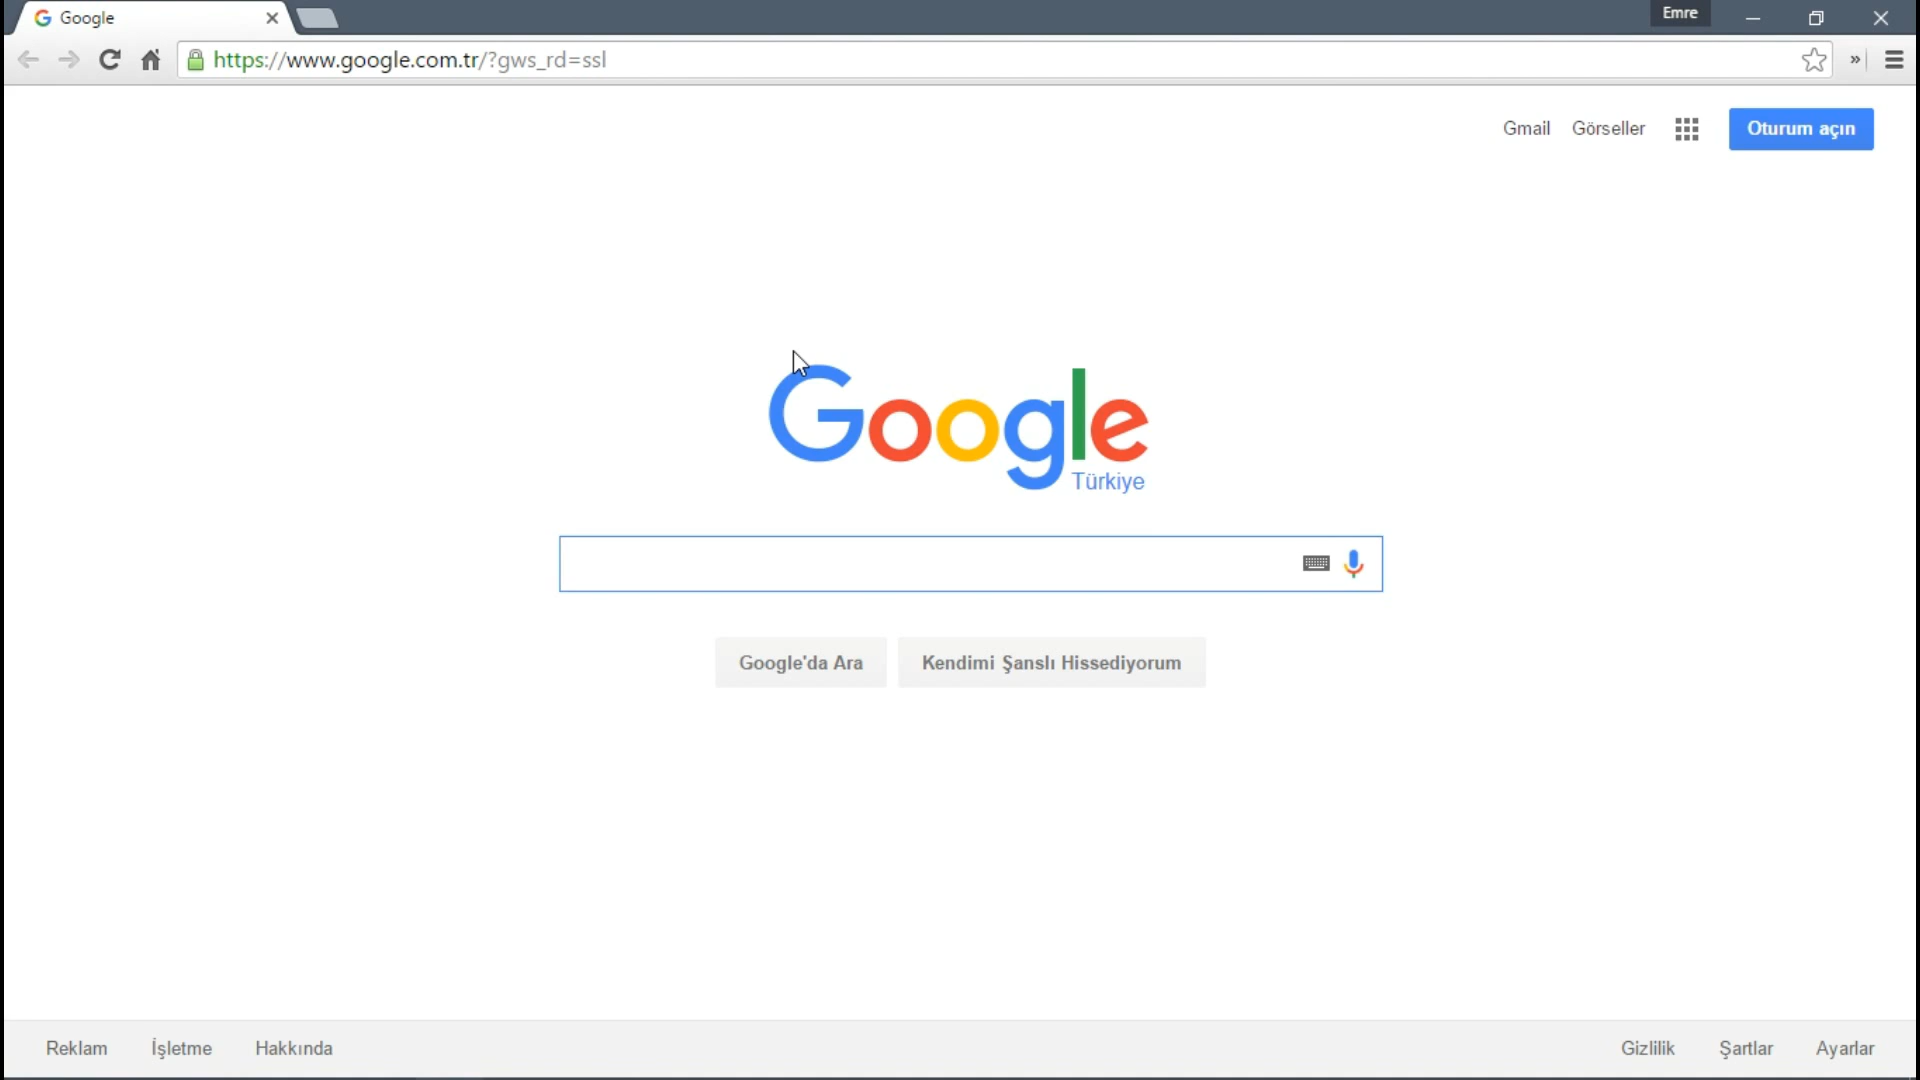 Google
Emre
https://www.google.com.tr/?gws_rd=ssl
Gmail Görseller Oturum açın
Google
Türkiye
Google'da Ara Kendimi Şanslı Hissediyorum
Reklam İşletme Hakkında Gizlilik Şartlar Ayarlar